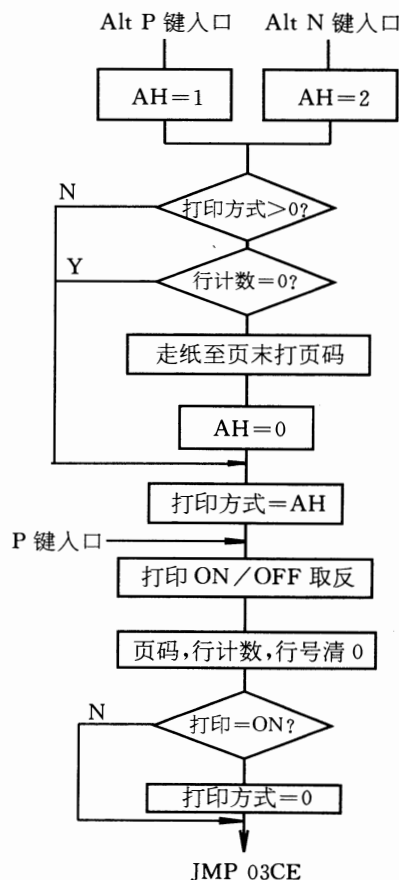 Alt P 键入口 Alt N 键入口
AH=1 AH=2
N
打印方式>0?
Y
行计数=0?
走纸至页末打页码
AH=0
打印方式=AH
P 键入口
打印 ON/OFF 取反
页码,行计数,行号清 0
N
打印=ON?
打印方式=0
JMP 03CE